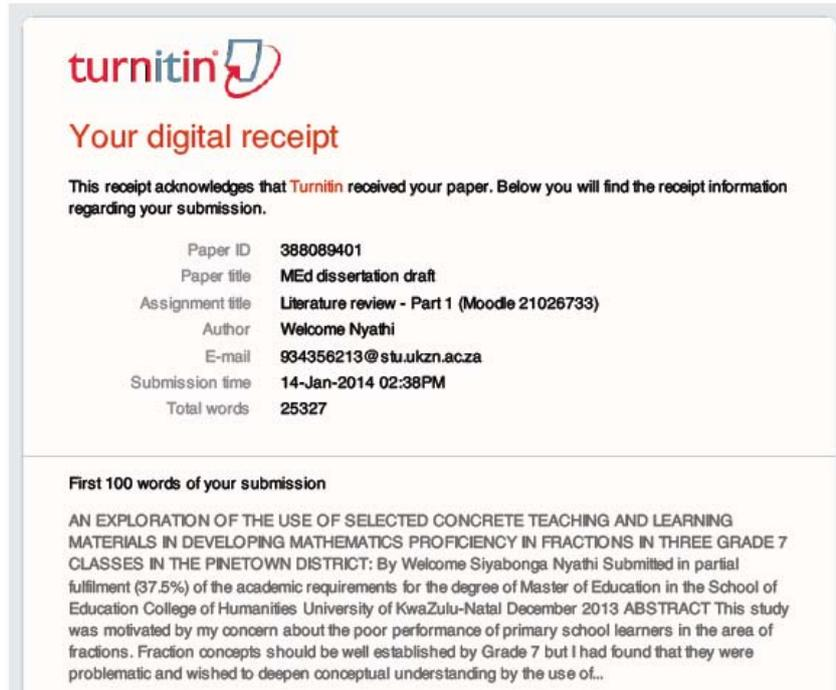 turnitin
Your digital receipt
This receipt acknowledges that Turnitin received your paper. Below you will find the receipt information
regarding your submission.
Paper ID 388089401
Paper title MEd dissertation draft
Assignment title Literature review - Part 1 (Moodle 21026733)
Author Welcome Nyathi
E-mail 934356213@stu.ukzn.ac.za
Submission time 14-Jan-2014 02:38PM
Total words 25327
First 100 words of your submission
AN EXPLORATION OF THE USE OF SELECTED CONCRETE TEACHING AND LEARNING
MATERIALS IN DEVELOPING MATHEMATICS PROFICIENCY IN FRACTIONS IN THREE GRADE 7
CLASSES IN THE PINETOWN DISTRICT: By Welcome Siyabonga Nyathi Submitted in partial
fulfilment (37.5%) of the academic requirements for the degree of Master of Education in the School of
Education College of Humanities University of KwaZulu-Natal December 2013 ABSTRACT This study
was motivated by my concern about the poor performance of primary school learners in the area of
fractions. Fraction concepts should be well established by Grade 7 but I had found that they were
problematic and wished to deepen conceptual understanding by the use of...